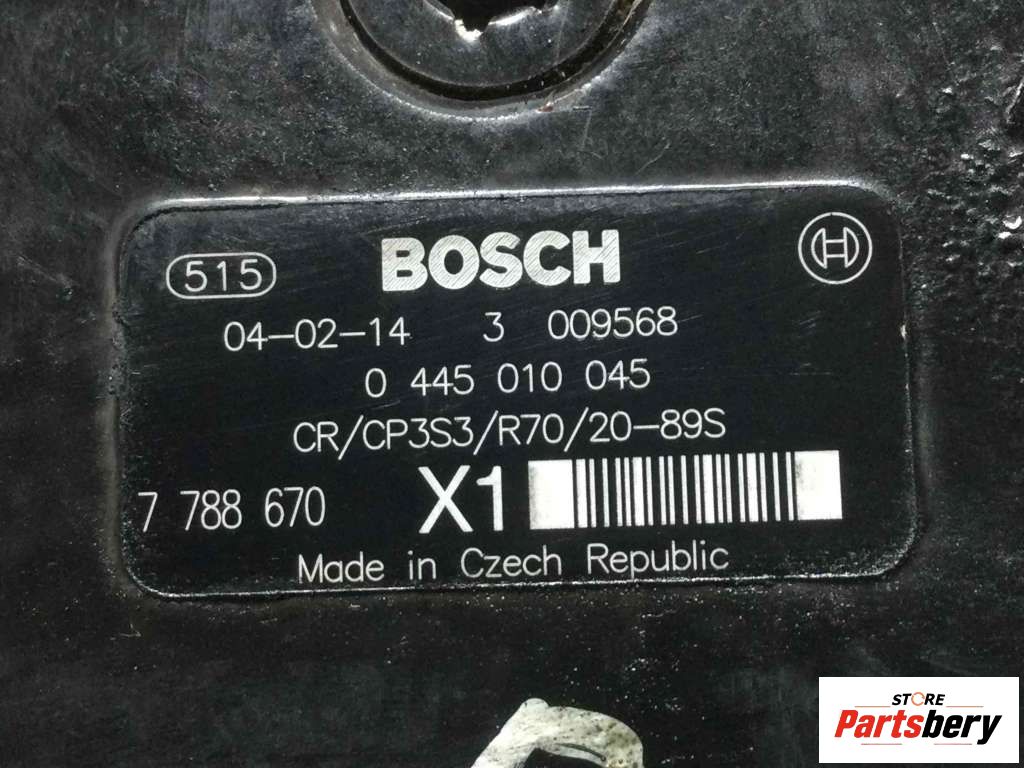 515 BOSCH
04-02-14 3 009568
0 445 010 045
CR/CP3S3/R70/20-89S
7 788 670 X1
Made in Czech Republic
STORE
Partsbery